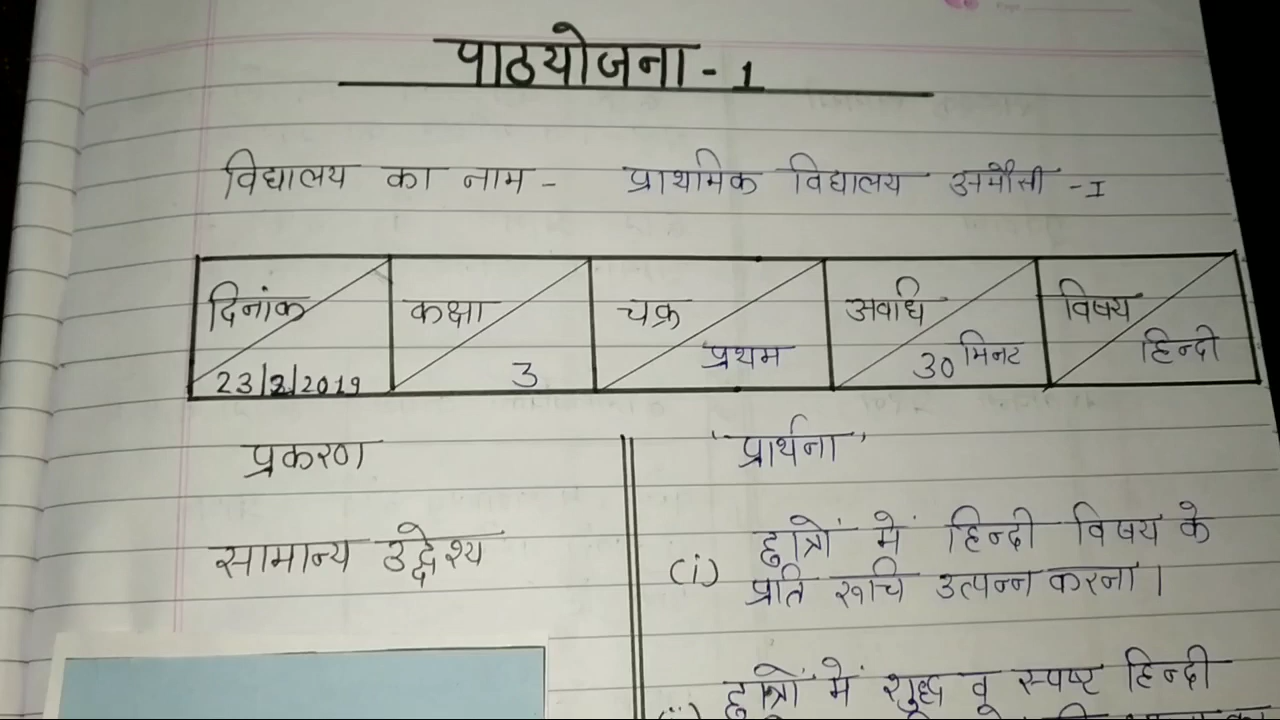 पाठयोजना - 1
विद्यालय का नाम - प्राथमिक विद्यालय अमौसी - I
दिनांक कक्षा चक्र अवधि विषय
23/2/2019 3 प्रथम 30 मिनट हिन्दी
प्रकरण 'प्रार्थना'
सामान्य उद्देश्य (i) छात्रों में हिन्दी विषय के
प्रति रूचि उत्पन्न करना।
छात्रों में शुद्ध व स्पष्ट हिन्दी